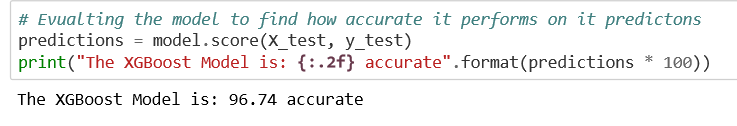 # Evualting the model to find how accurate it performs on it predictons
predictions = model.score(X_test, y_test)
print("The XGBoost Model is: {:.2f} accurate".format(predictions * 100))
The XGBoost Model is: 96.74 accurate